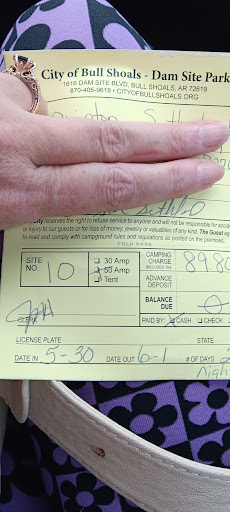 City of Bull Shoals - Dam Site Park
1616 DAM SITE BLVD, BULL SHOALS, AR 72619
870-405-9619 • CITYOFBULLSHOALS.ORG
City reserves the right to refuse service to anyone and will not be responsible for accident
or injury to our guests or for loss of money, jewelry or valuables of any kind. The Guest
to read and comply with campground rules and regulations as posted on the premises.
FOLD HERE
SITE NO. 10
30 Amp
50 Amp
Tent
CAMPING CHARGE INCLUDES TAX 89.80
ADVANCE DEPOSIT
BALANCE DUE
CLERK
PAID BY: CASH CHECK
LICENSE PLATE STATE
DATE IN 5-30 DATE OUT 6-1 # OF DAYS 2
night